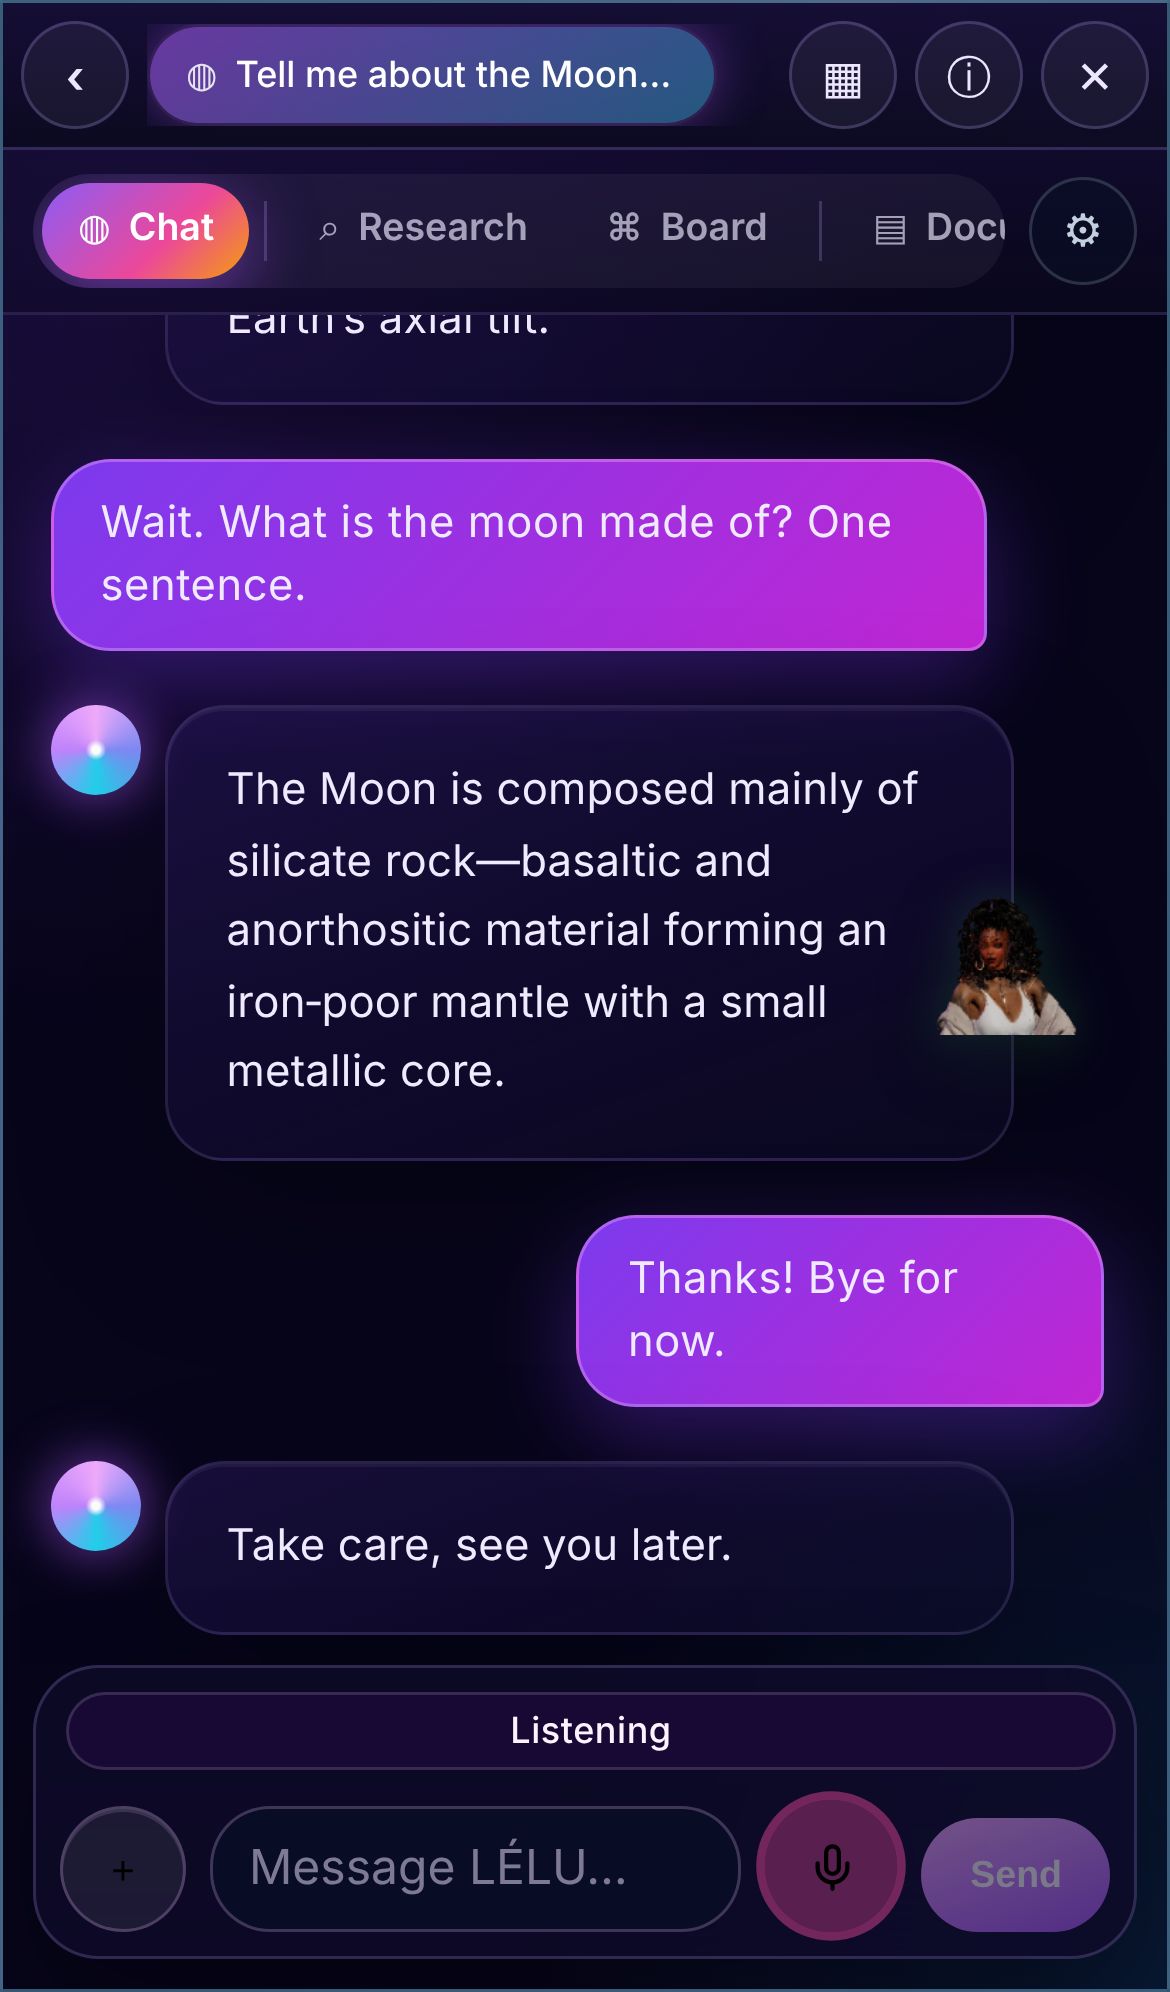 Tell me about the Moon...
Chat
Research
Board
Docu
Earth's axial tilt.
Wait. What is the moon made of? One
sentence.
The Moon is composed mainly of
silicate rock—basaltic and
anorthositic material forming an
iron-poor mantle with a small
metallic core.
Thanks! Bye for
now.
Take care, see you later.
Listening
Message LÉLU...
Send